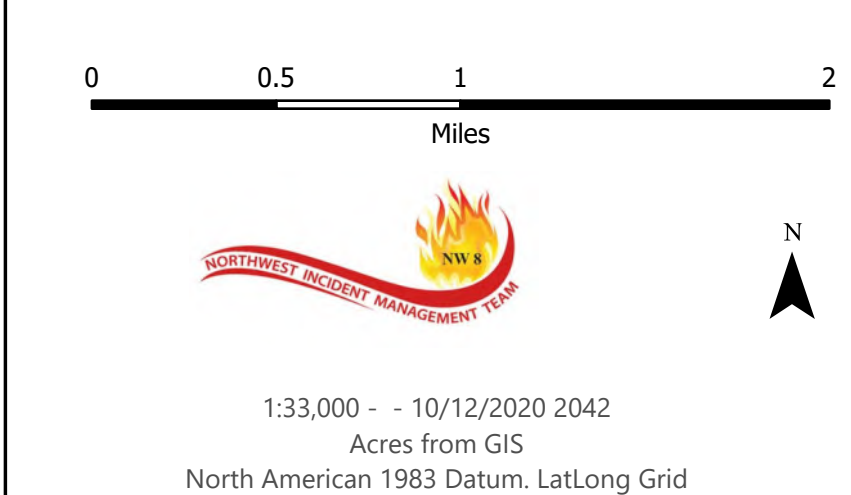 0 0.5 1 2
Miles
NW 8
NORTHWEST INCIDENT MANAGEMENT TEAM
N
1:33,000 - - 10/12/2020 2042
Acres from GIS
North American 1983 Datum. LatLong Grid